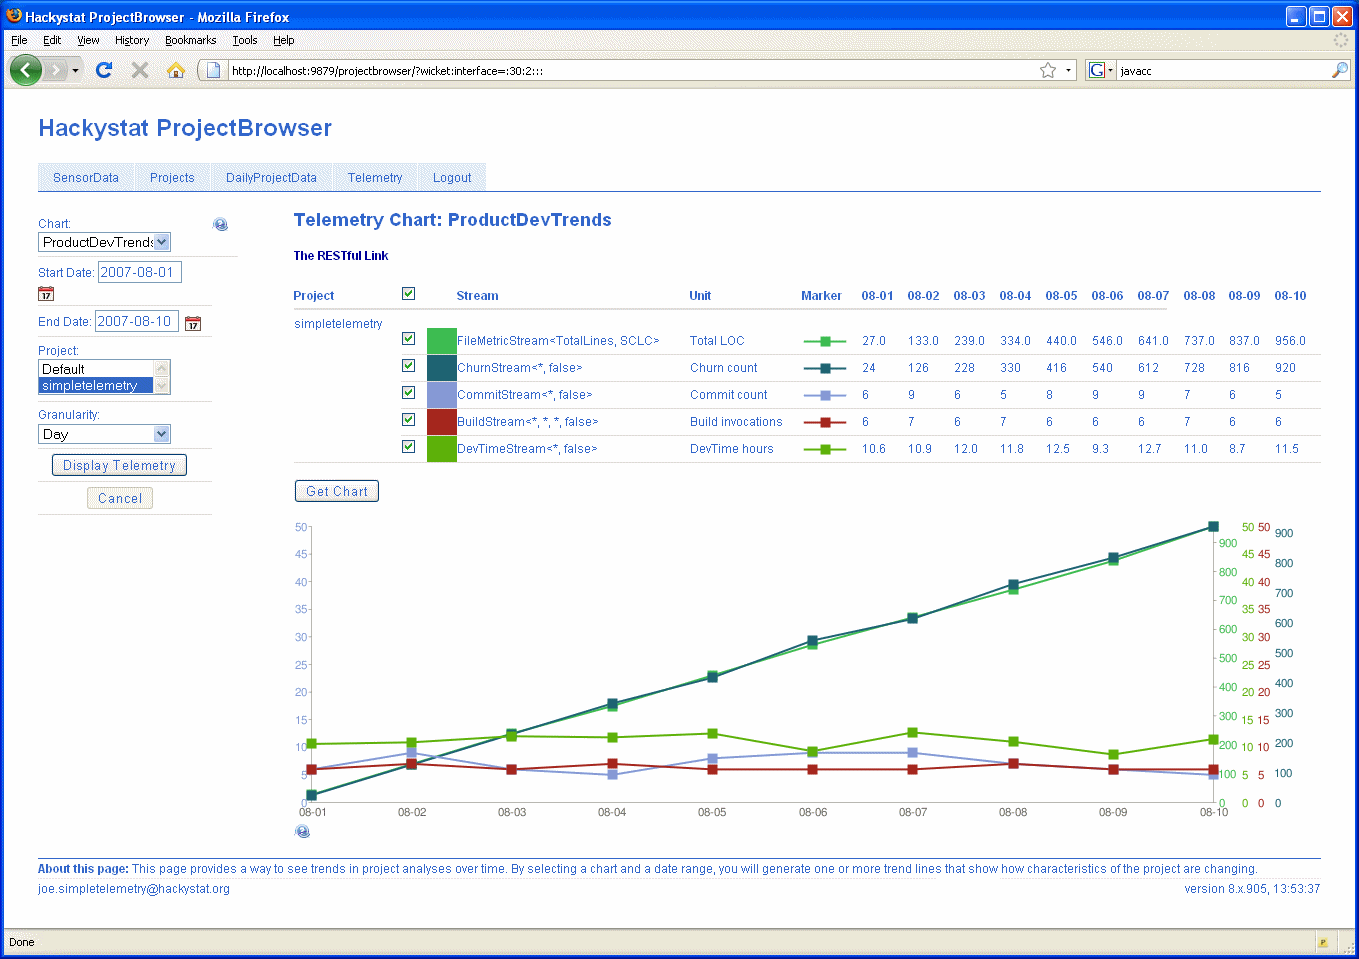 Hackystat ProjectBrowser - Mozilla Firefox
File Edit View History Bookmarks Tools Help
http://localhost:9879/projectbrowser/?wicket:interface=:30:2::: G javacc
Hackystat ProjectBrowser
SensorData Projects DailyProjectData Telemetry Logout
Chart:
ProductDevTrends
Start Date: 2007-08-01
17
End Date: 2007-08-10 17
Project:
Default
simpletelemetry
Granularity:
Day
Display Telemetry
Cancel
Telemetry Chart: ProductDevTrends
The RESTful Link
Project Stream Unit Marker 08-01 08-02 08-03 08-04 08-05 08-06 08-07 08-08 08-09 08-10
simpletelemetry
FileMetricStream<TotalLines, SCLC> Total LOC 27.0 133.0 239.0 334.0 440.0 546.0 641.0 737.0 837.0 956.0
ChurnStream<*, false> Churn count 24 126 228 330 416 540 612 728 816 920
CommitStream<*, false> Commit count 6 9 6 5 8 9 9 7 6 5
BuildStream<*, *, *, false> Build invocations 6 7 6 7 6 6 6 7 6 6
DevTimeStream<*, false> DevTime hours 10.6 10.9 12.0 11.8 12.5 9.3 12.7 11.0 8.7 11.5
Get Chart
50 50 50
900
900
45 45 45
800
800
40 40 40
700
700
35 35 35
600
600
30 30 30
500
500
25 25 25
400
400
20 20 20
300
300
15 15 15
200
200
10 10 10
100
100
5 5 5
0 0 0 0 0
08-01 08-02 08-03 08-04 08-05 08-06 08-07 08-08 08-09 08-10
About this page: This page provides a way to see trends in project analyses over time. By selecting a chart and a date range, you will generate one or more trend lines that show how characteristics of the project are changing.
joe.simpletelemetry@hackystat.org version 8.x.905, 13:53:37
Done P